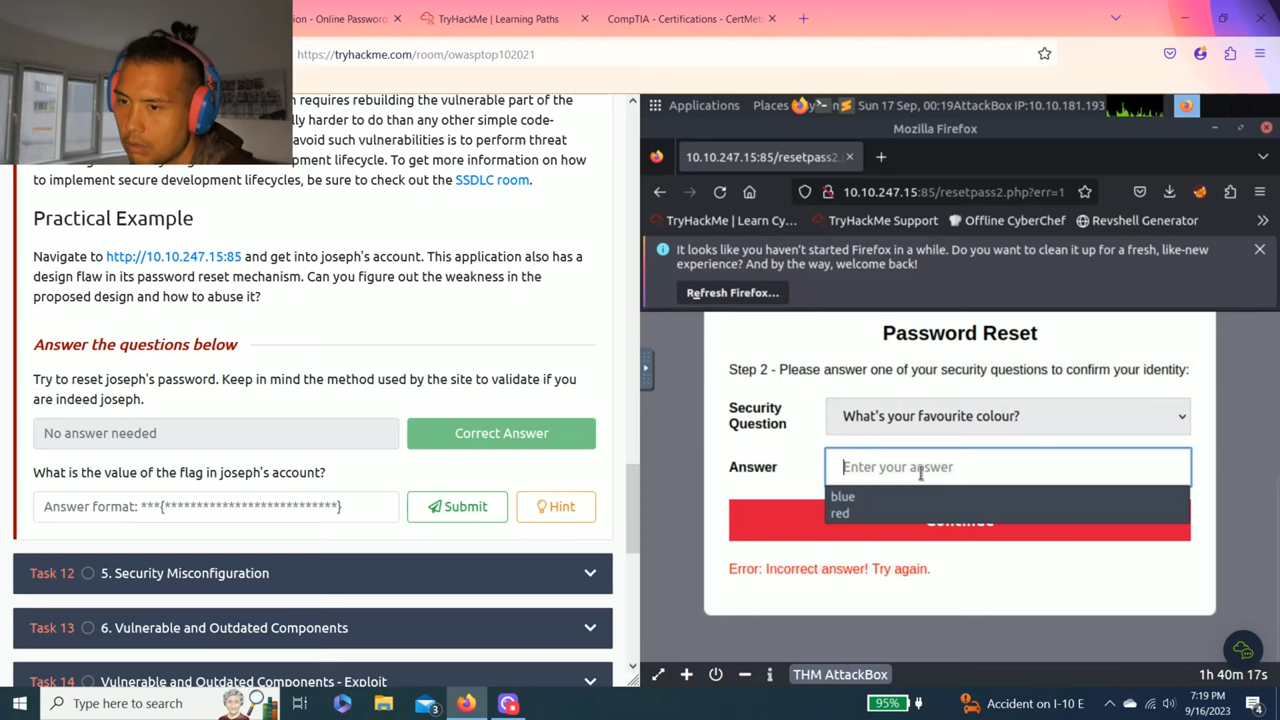 ion - Online Password
TryHackMe | Learning Paths
CompTIA - Certifications - CertMet
https://tryhackme.com/room/owasptop102021
n requires rebuilding the vulnerable part of the
lly harder to do than any other simple code-
avoid such vulnerabilities is to perform threat
opment lifecycle. To get more information on how
to implement secure development lifecycles, be sure to check out the SSDLC room.
Practical Example
Navigate to http://10.10.247.15:85 and get into joseph's account. This application also has a
design flaw in its password reset mechanism. Can you figure out the weakness in the
proposed design and how to abuse it?
Answer the questions below
Try to reset joseph's password. Keep in mind the method used by the site to validate if you
are indeed joseph.
No answer needed
Correct Answer
What is the value of the flag in joseph's account?
Answer format: ***{****************************}
Submit
Hint
Task 12 5. Security Misconfiguration
Task 13 6. Vulnerable and Outdated Components
Task 14 Vulnerable and Outdated Components - Exploit
Applications Places Sun 17 Sep, 00:19 AttackBox IP:10.10.181.193
Mozilla Firefox
10.10.247.15:85/resetpass2.
10.10.247.15:85/resetpass2.php?err=1
TryHackMe | Learn Cy... TryHackMe Support Offline CyberChef Revshell Generator
It looks like you haven't started Firefox in a while. Do you want to clean it up for a fresh, like-new
experience? And by the way, welcome back!
Refresh Firefox...
Password Reset
Step 2 - Please answer one of your security questions to confirm your identity:
Security
Question
What's your favourite colour?
Answer
Enter your answer
blue
red
Continue
Error: Incorrect answer! Try again.
THM AttackBox
1h 40m 17s
Type here to search
3
95%
Accident on I-10 E
7:19 PM
9/16/2023
4